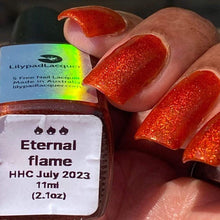 LilypadLacquer
5 Free Nail Lacquer
Made in Australia
lilypadlacquer.com
Eternal
flame
HHC July 2023
11ml
(2.1oz)